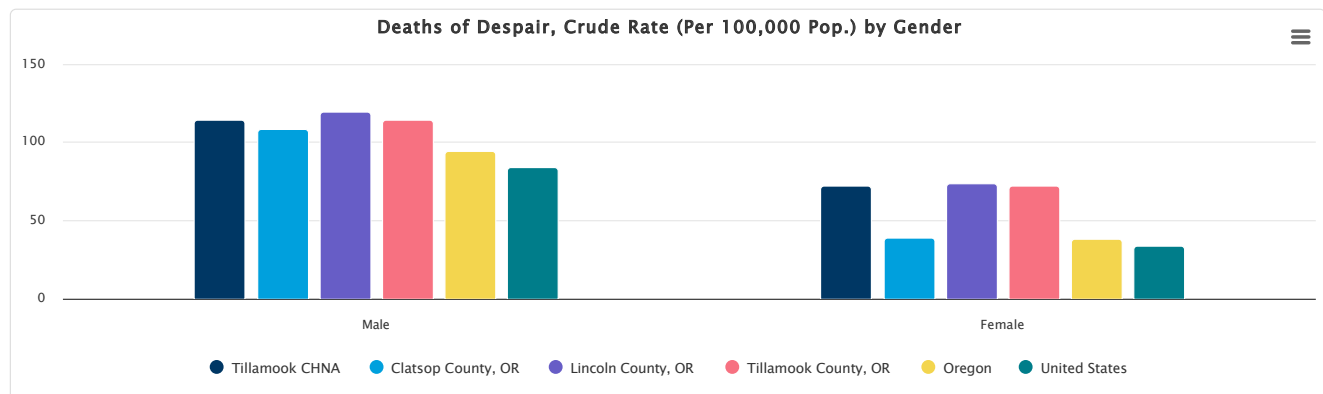 Deaths of Despair, Crude Rate (Per 100,000 Pop.) by Gender
150
100
50
0
Male Female
Tillamook CHNA Clatsop County, OR Lincoln County, OR Tillamook County, OR Oregon United States